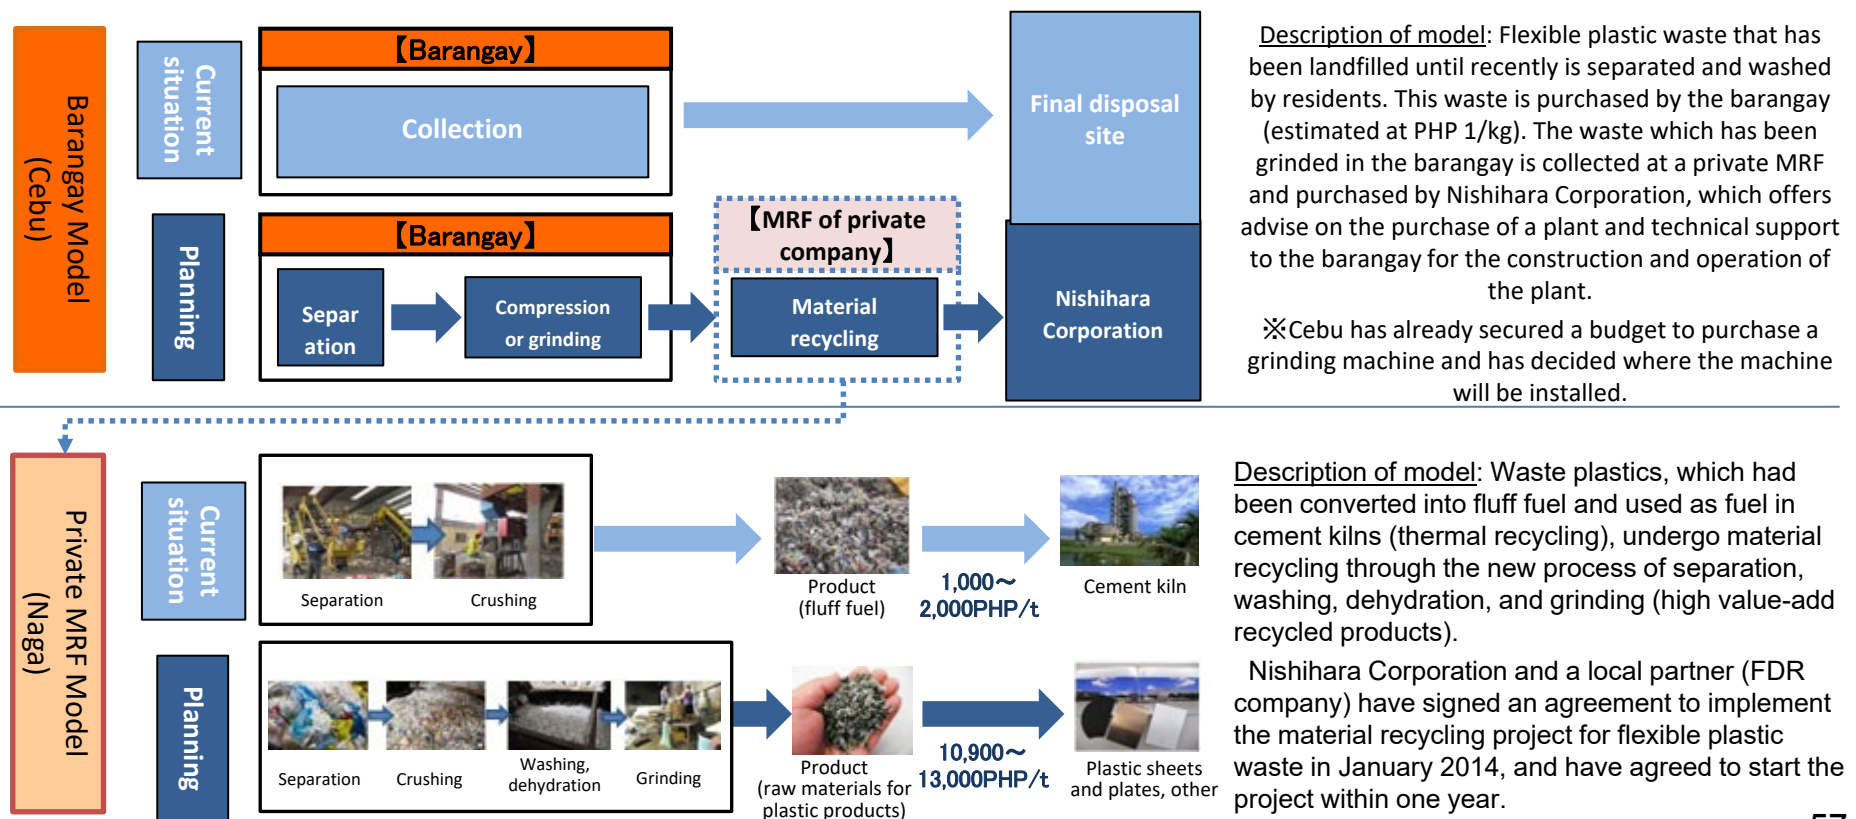 Barangay Model
(Cebu)
Current
situation
【Barangay】
Collection
Final disposal
site
Planning
【Barangay】
Separ
ation
Compression
or grinding
【MRF of private
company】
Material
recycling
Nishihara
Corporation
Description of model: Flexible plastic waste that has
been landfilled until recently is separated and washed
by residents. This waste is purchased by the barangay
(estimated at PHP 1/kg). The waste which has been
grinded in the barangay is collected at a private MRF
and purchased by Nishihara Corporation, which offers
advise on the purchase of a plant and technical support
to the barangay for the construction and operation of
the plant.
※Cebu has already secured a budget to purchase a
grinding machine and has decided where the machine
will be installed.
Private MRF Model
(Naga)
Current
situation
Separation
Crushing
Product
(fluff fuel)
1,000～
2,000PHP/t
Cement kiln
Planning
Separation
Crushing
Washing,
dehydration
Grinding
Product
(raw materials for
plastic products)
10,900～
13,000PHP/t
Plastic sheets
and plates, other
Description of model: Waste plastics, which had
been converted into fluff fuel and used as fuel in
cement kilns (thermal recycling), undergo material
recycling through the new process of separation,
washing, dehydration, and grinding (high value-add
recycled products).
Nishihara Corporation and a local partner (FDR
company) have signed an agreement to implement
the material recycling project for flexible plastic
waste in January 2014, and have agreed to start the
project within one year.